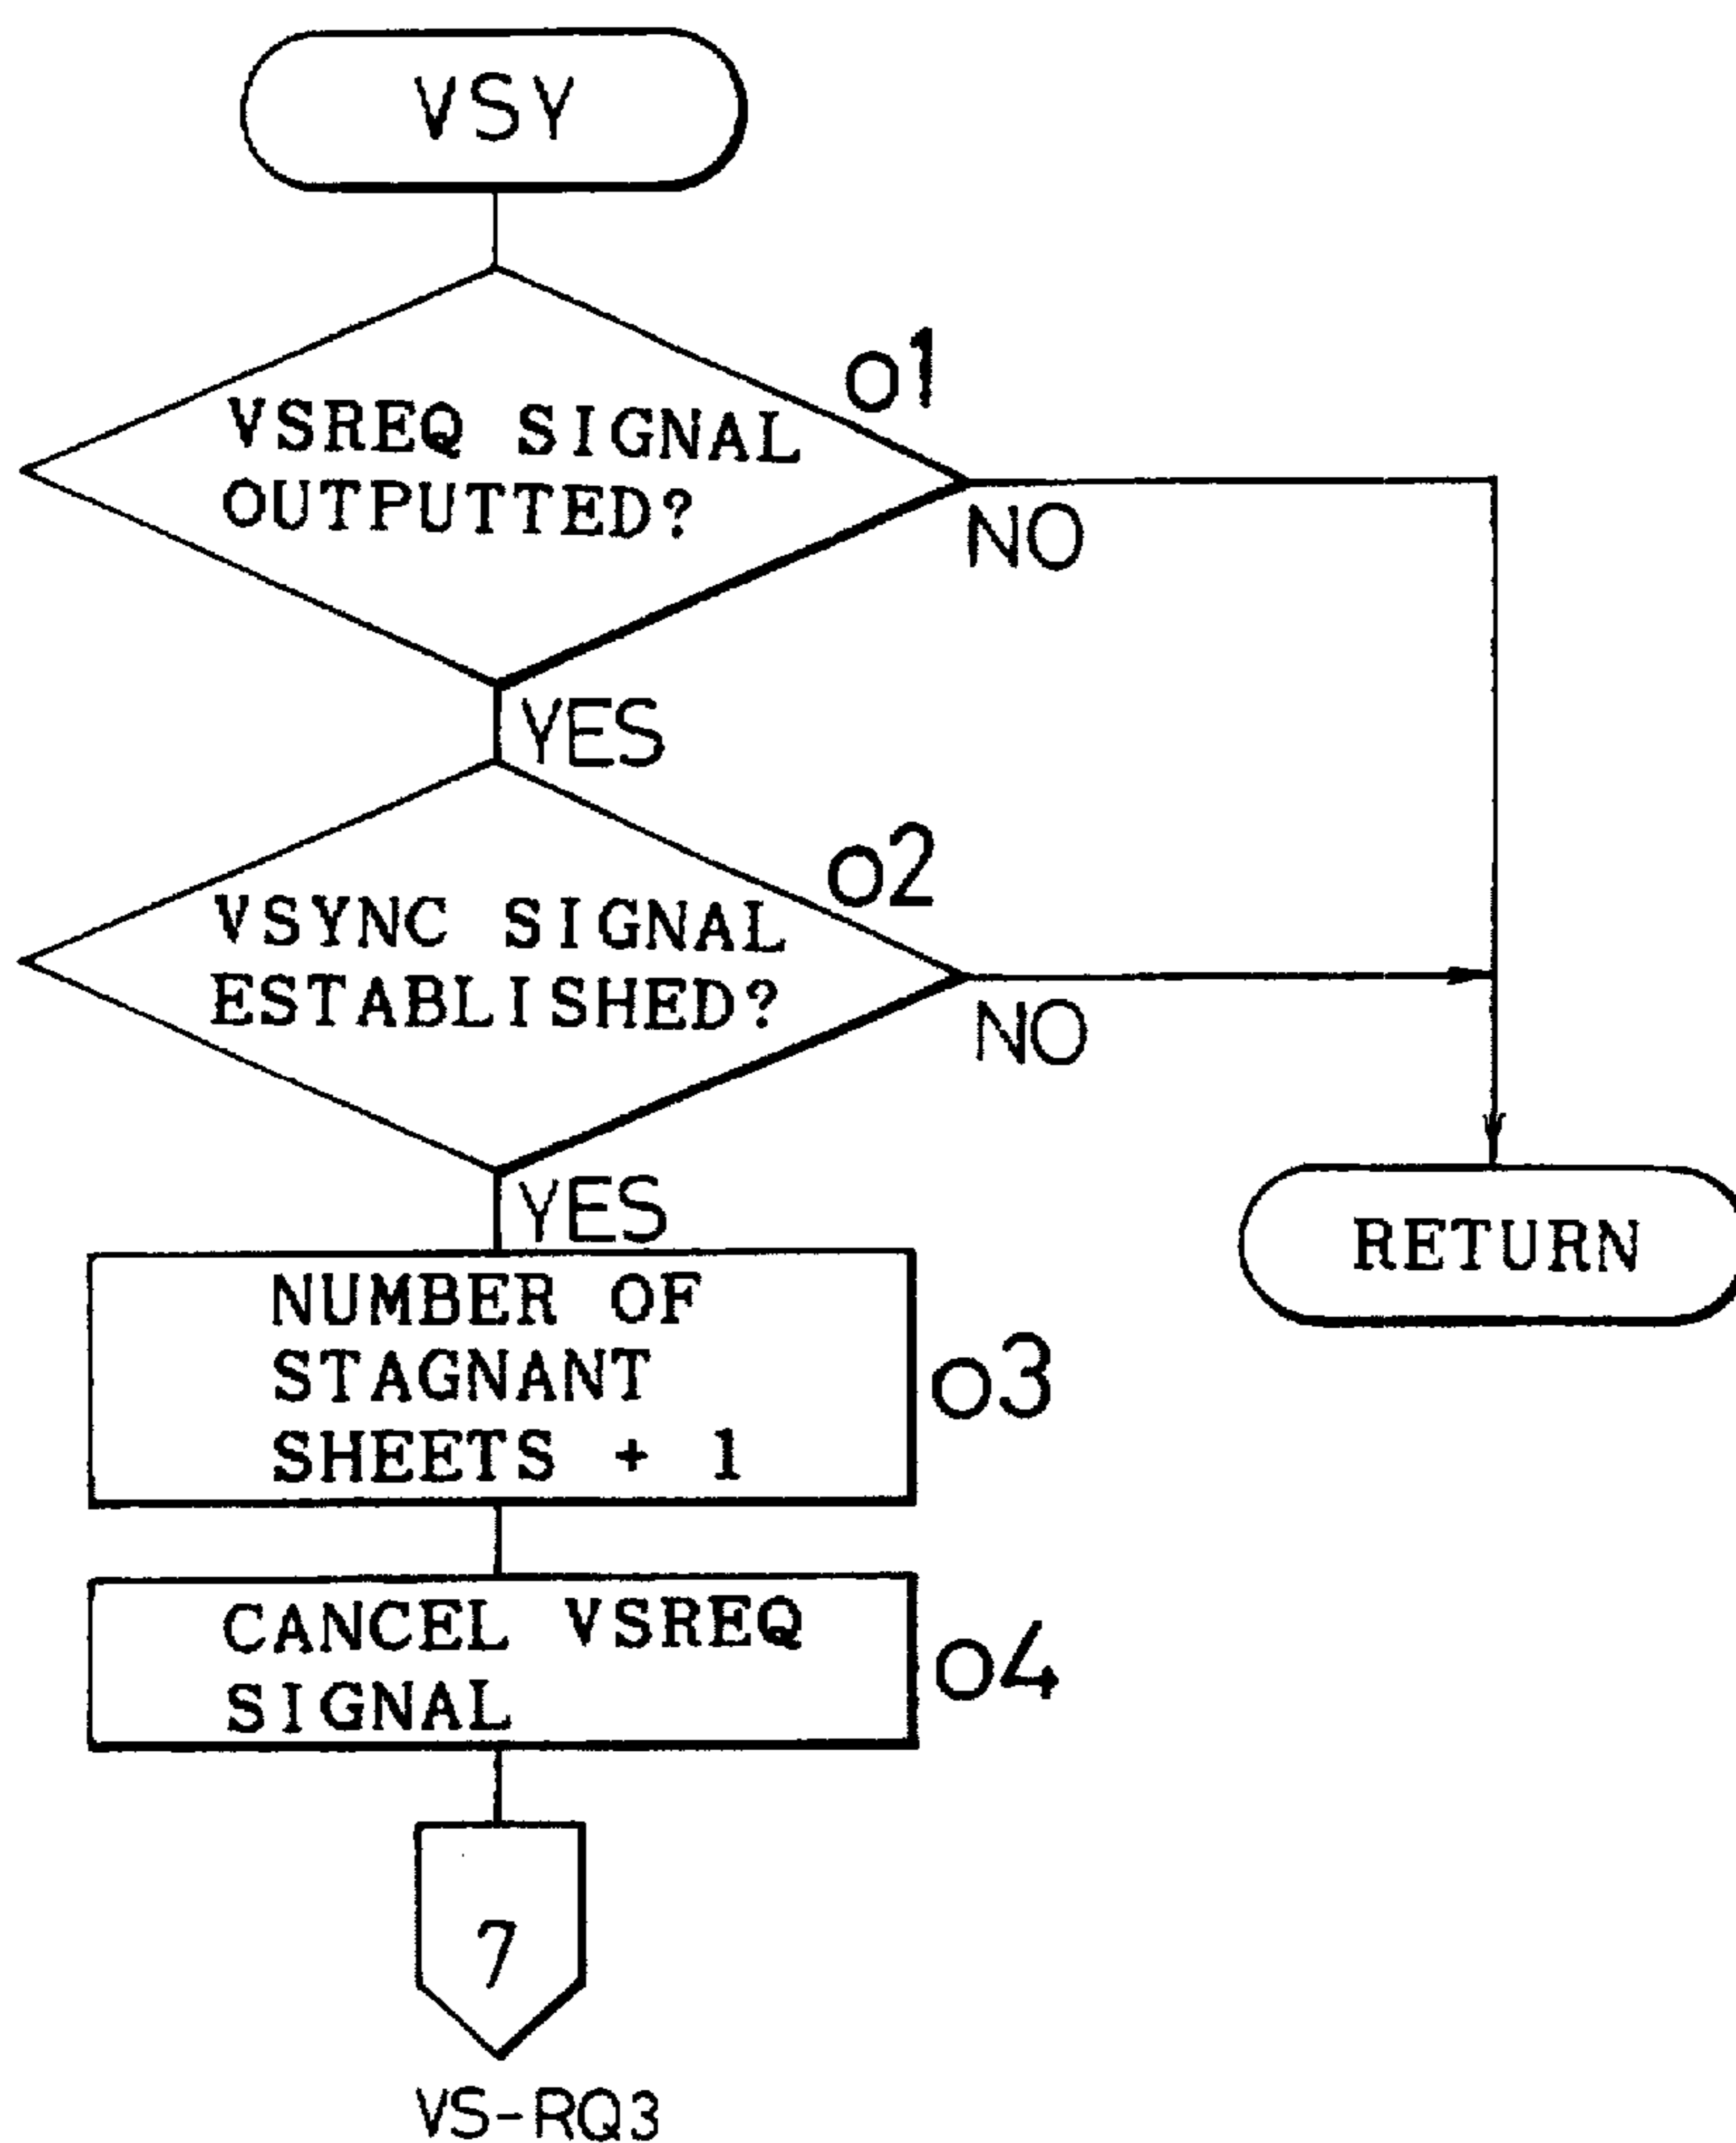 VSY
o1
VSREQ SIGNAL
OUTPUTTED?
NO
YES
o2
VSYNC SIGNAL
ESTABLISHED?
NO
YES
RETURN
NUMBER OF
STAGNANT
SHEETS + 1
o3
CANCEL VSREQ
SIGNAL
o4
7
VS-RQ3